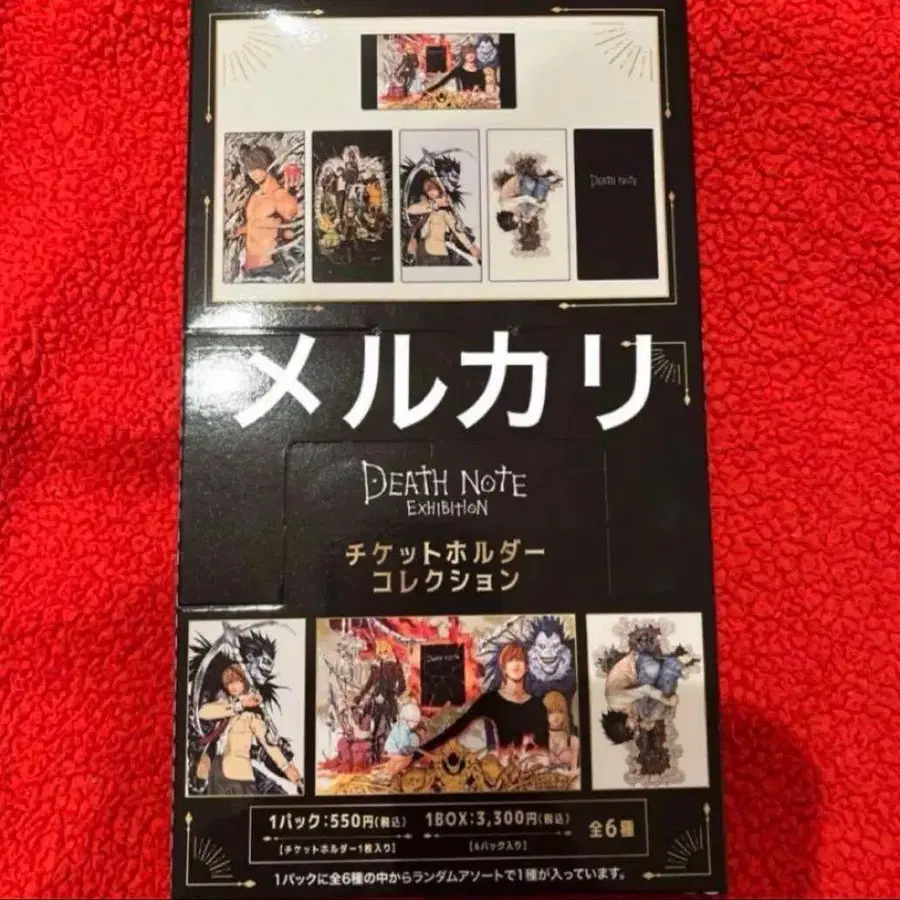 DEATH NOTE
メルカリ
DEATH NOTE
EXHIBITION
チケットホルダー
コレクション
DEATH NOTE
1パック:550円(税込) 1BOX:3,300円(税込) 全6種
【チケットホルダー1枚入り】 【6パック入り】
1パックに全6種の中からランダムアソートで1種が入っています。